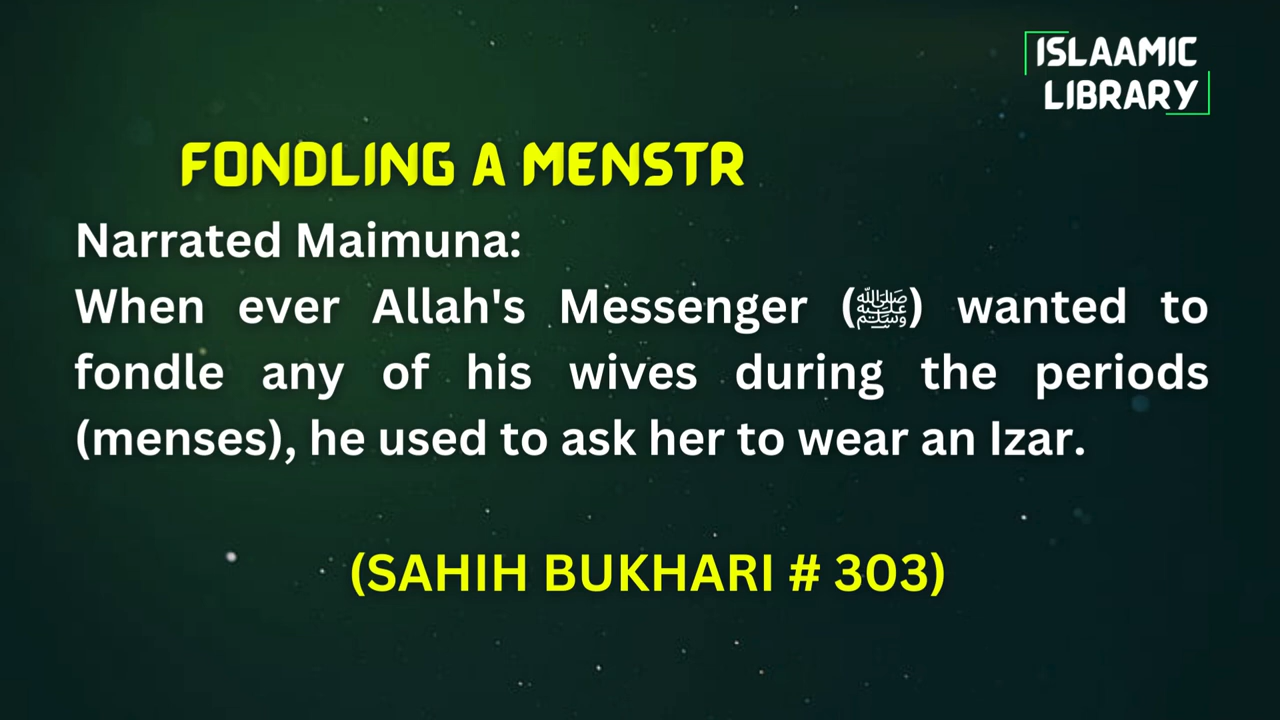 ISLAAMIC
LIBRARY
FONDLING A MENSTR
Narrated Maimuna:
When ever Allah's Messenger (ﷺ) wanted to
fondle any of his wives during the periods
(menses), he used to ask her to wear an Izar.
(SAHIH BUKHARI # 303)